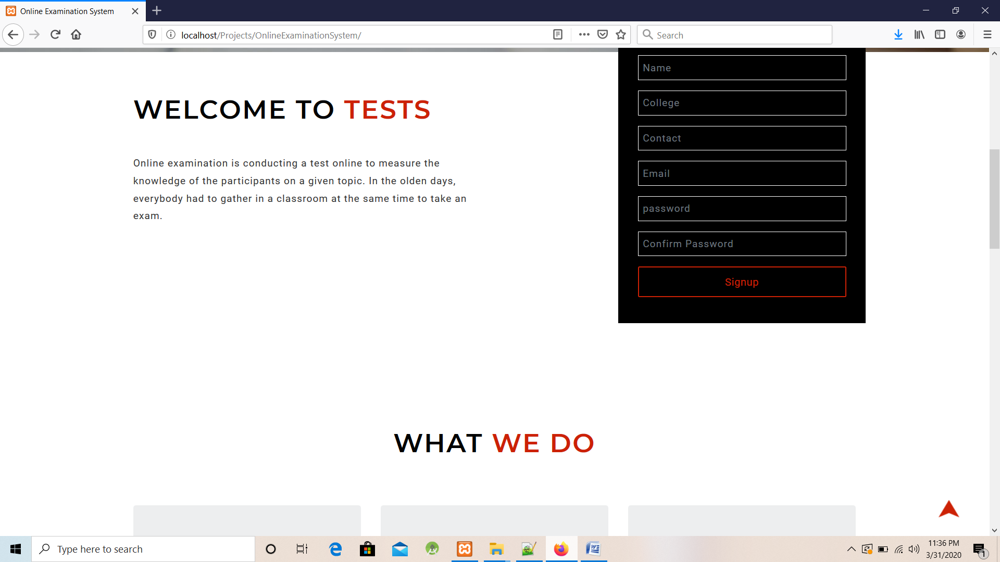 Online Examination System
localhost/Projects/OnlineExaminationSystem/
Search
Name
College
Contact
Email
password
Confirm Password
Signup
WELCOME TO TESTS
Online examination is conducting a test online to measure the
knowledge of the participants on a given topic. In the olden days,
everybody had to gather in a classroom at the same time to take an
exam.
WHAT WE DO
Type here to search
11:36 PM
3/31/2020
1